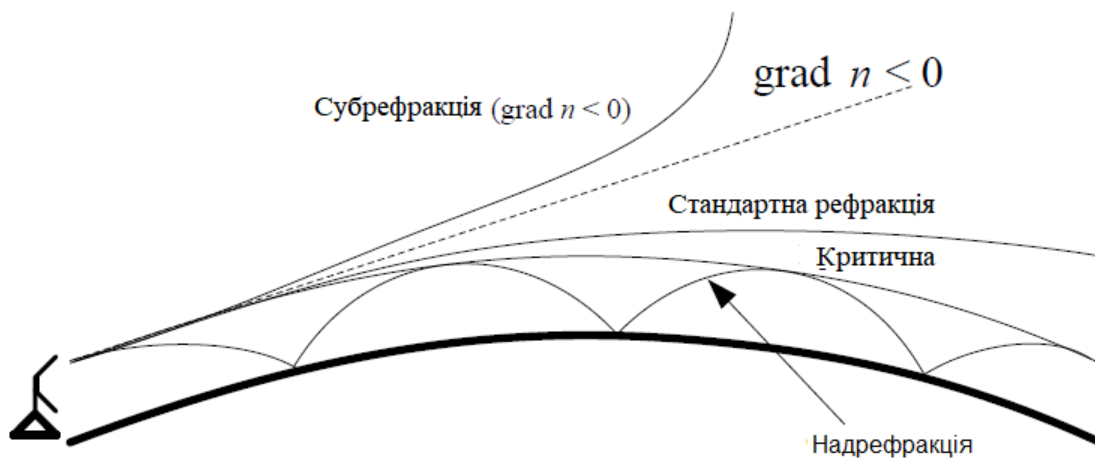 grad n < 0
Субрефракція (grad n < 0)
Стандартна рефракція
Критична
Надрефракція